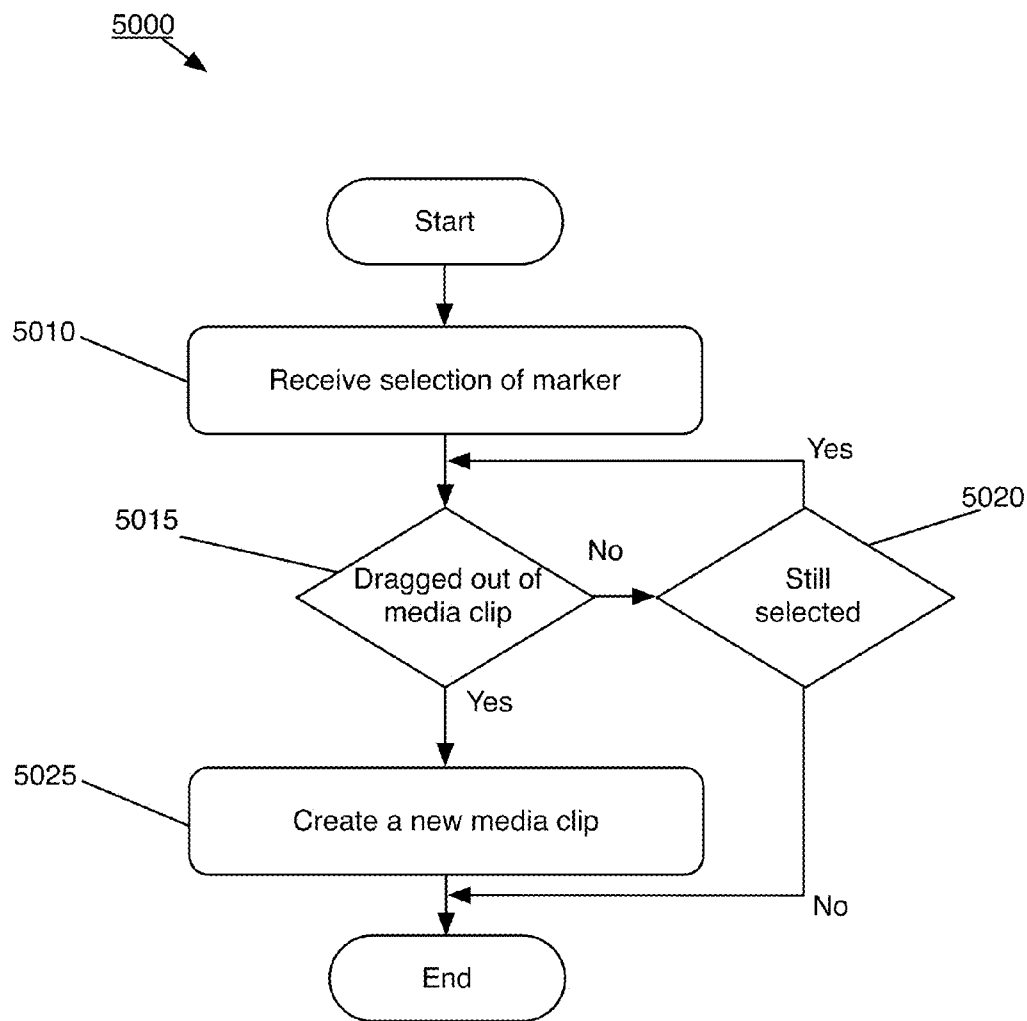 5000
Start
5010
Receive selection of marker
Yes
5020
5015
No
Dragged out of
media clip
Still
selected
Yes
5025
Create a new media clip
No
End